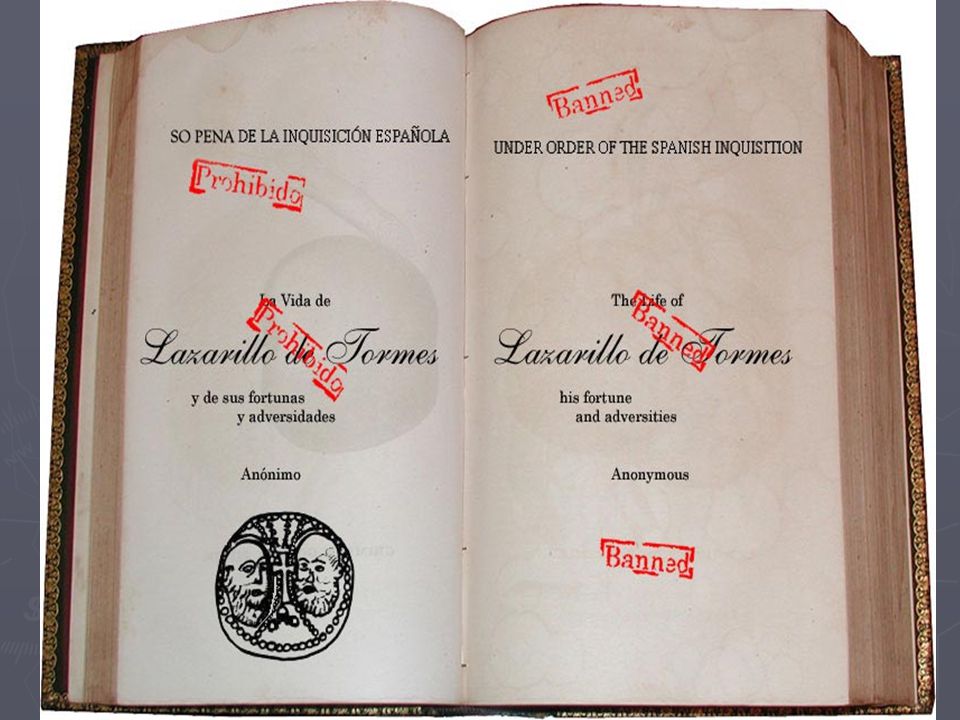 SO PENA DE LA INQUISICIÓN ESPAÑOLA
Prohibido
La Vida de
Lazarillo de Tormes
Prohibido
y de sus fortunas
y adversidades
Anónimo
Banned
UNDER ORDER OF THE SPANISH INQUISITION
The Life of
Lazarillo de Tormes
Banned
his fortune
and adversities
Anonymous
Banned